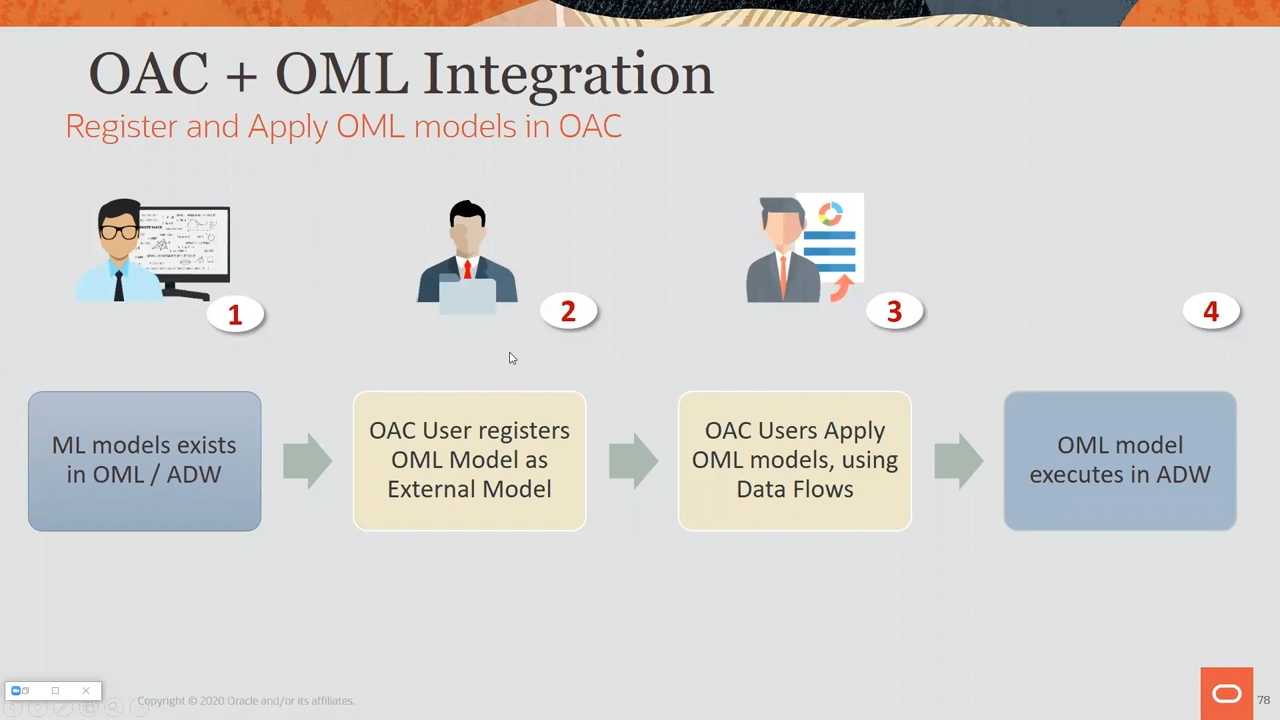 OAC + OML Integration
Register and Apply OML models in OAC
1
2
3
4
ML models exists
in OML / ADW
OAC User registers
OML Model as
External Model
OAC Users Apply
OML models, using
Data Flows
OML model
executes in ADW
Copyright © 2020 Oracle and/or its affiliates.
78